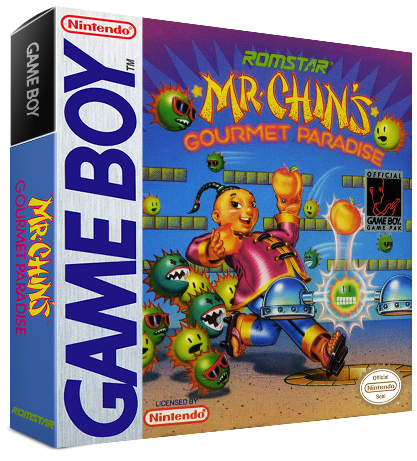 GAME BOY
MR. CHIN'S
GOURMET PARADISE
ROMSTAR
Nintendo
GAME BOY
TM
ROMSTAR
MR. CHIN'S
GOURMET PARADISE
OFFICIAL
GAME BOY
GAME PAK
LICENSED BY
Nintendo
Official
Nintendo
Seal